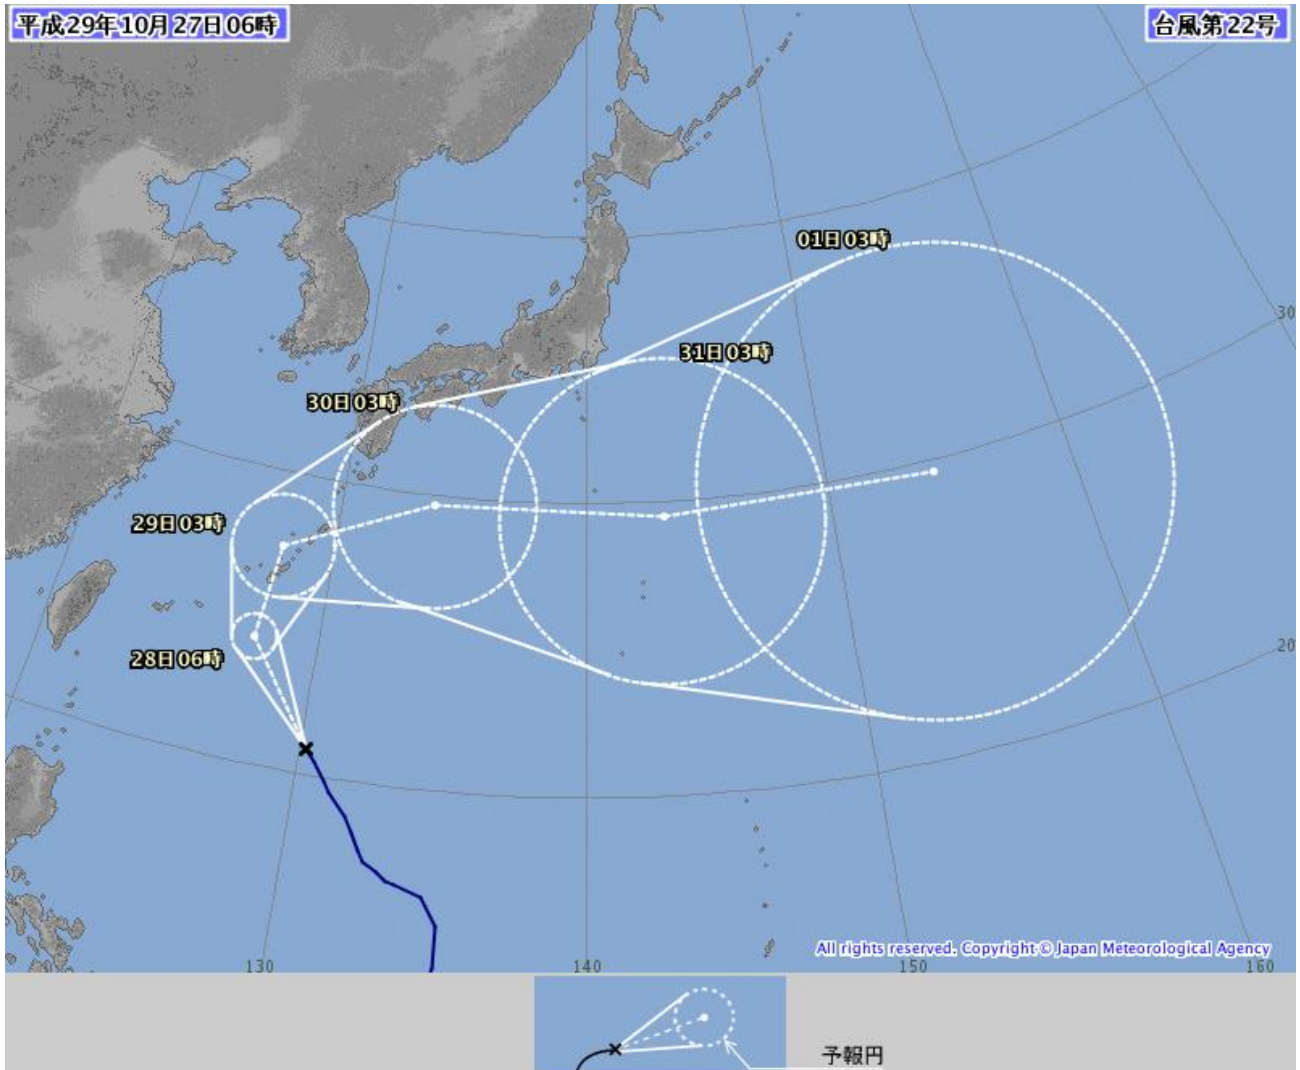 平成29年10月27日06時
台風第22号
01日03時
30
31日03時
30日03時
29日03時
20
28日06時
All rights reserved. Copyright © Japan Meteorological Agency
130
140
150
160
予報円